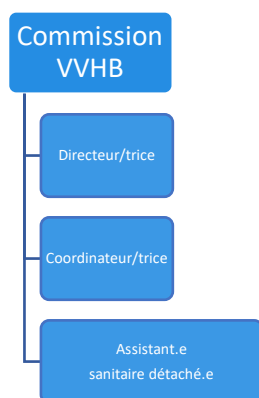 Commission
VVHB
Directeur/trice
Coordinateur/trice
Assistant.e
sanitaire détaché.e